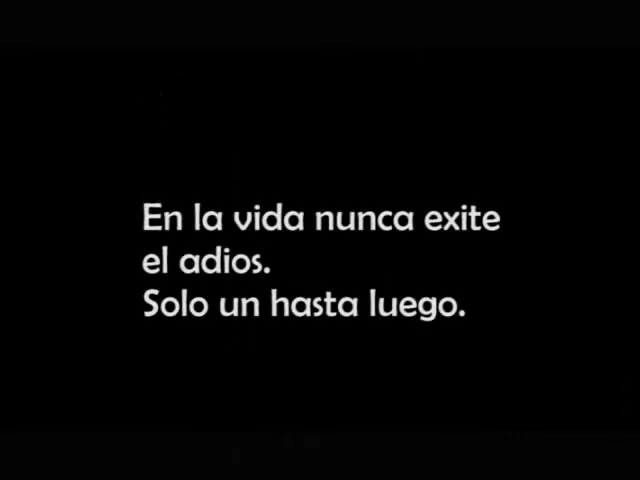 En la vida nunca exite
el adios.
Solo un hasta luego.